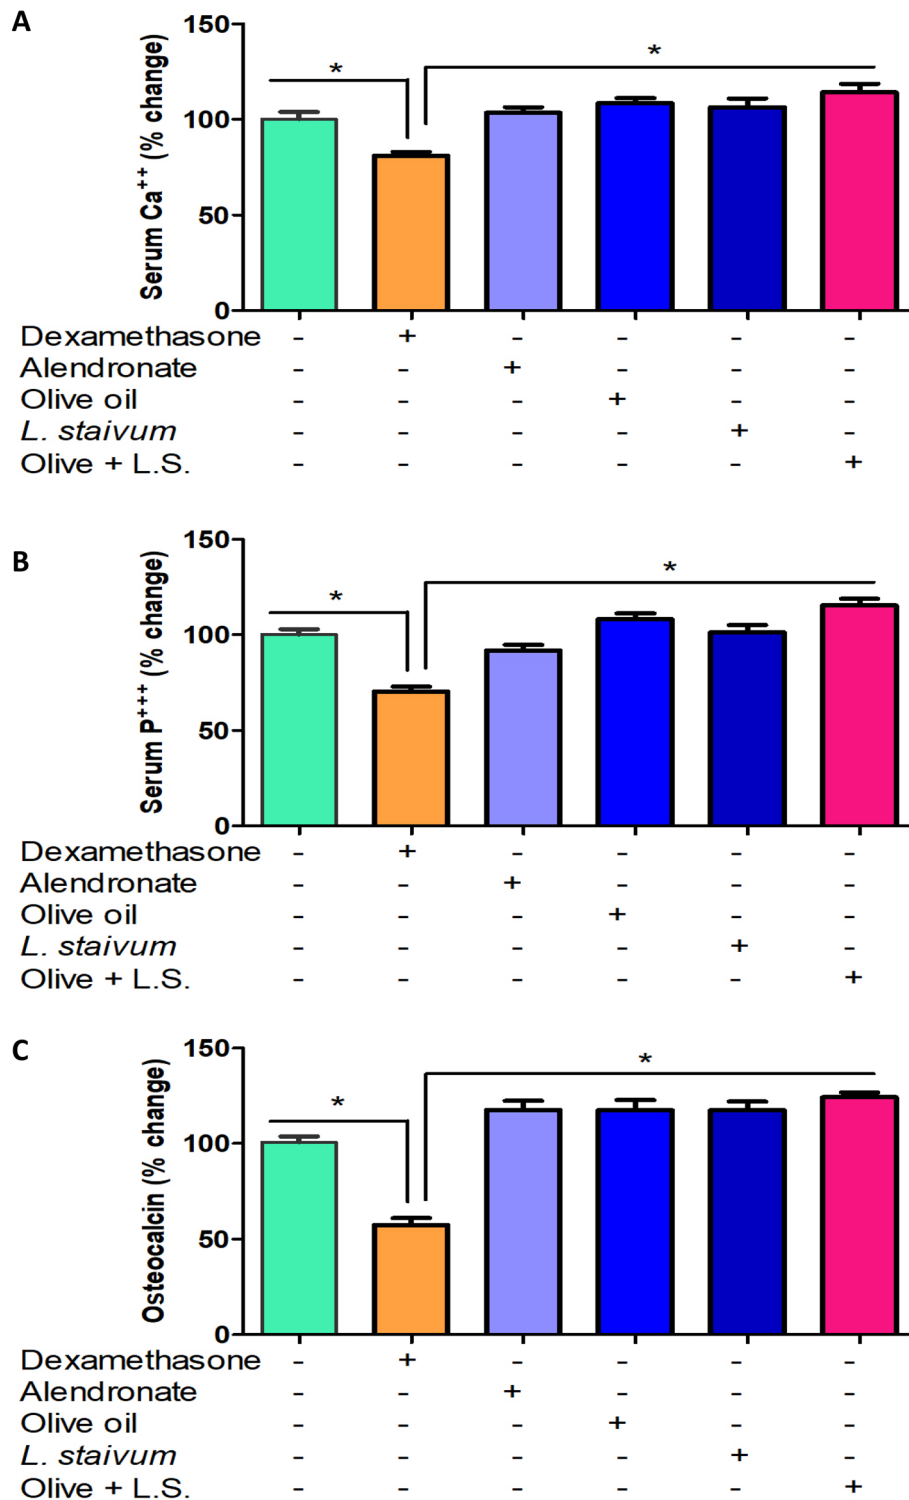 A
Serum Ca++ (% change)
150
100
50
0
*
*
Dexamethasone - + - - - -
Alendronate - - + - - -
Olive oil - - - + - -
L. staivum - - - - + -
Olive + L.S. - - - - - +
B
Serum P+++ (% change)
150
100
50
0
*
*
Dexamethasone - + - - - -
Alendronate - - + - - -
Olive oil - - - + - -
L. staivum - - - - + -
Olive + L.S. - - - - - +
C
Osteocalcin (% change)
150
100
50
0
*
*
Dexamethasone - + - - - -
Alendronate - - + - - -
Olive oil - - - + - -
L. staivum - - - - + -
Olive + L.S. - - - - - +